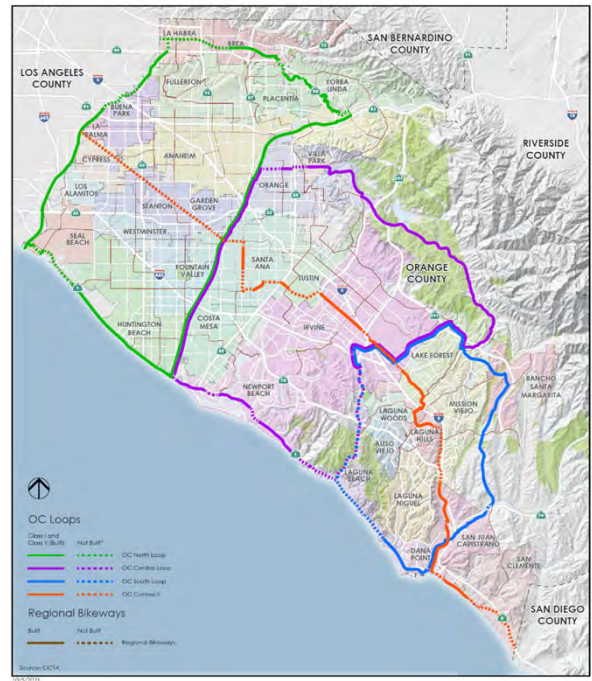 LA HABRA
BREA
SAN BERNARDINO
COUNTY
LOS ANGELES
COUNTY
FULLERTON
YORBA
LINDA
PLACENTIA
BUENA
PARK
LA
PALMA
RIVERSIDE
COUNTY
CYPRESS
ANAHEIM
VILLA
PARK
LOS
ALAMITOS
ORANGE
STANTON
GARDEN
GROVE
SEAL
BEACH
WESTMINSTER
SANTA
ANA
ORANGE
COUNTY
FOUNTAIN
VALLEY
TUSTIN
HUNTINGTON
BEACH
COSTA
MESA
IRVINE
LAKE FOREST
RANCHO
SANTA
MARGARITA
NEWPORT
BEACH
MISSION
VIEJO
LAGUNA
WOODS
LAGUNA
HILLS
ALISO
VIEJO
LAGUNA
BEACH
LAGUNA
NIGUEL
SAN JUAN
CAPISTRANO
DANA
POINT
SAN
CLEMENTE
SAN DIEGO
COUNTY
OC Loops
Class I and
Class II (Built)
Not Built*
OC North Loop
OC Central Loop
OC South Loop
OC Connect
Regional Bikeways
Built
Not Built
Regional Bikeways
Source: OCTA